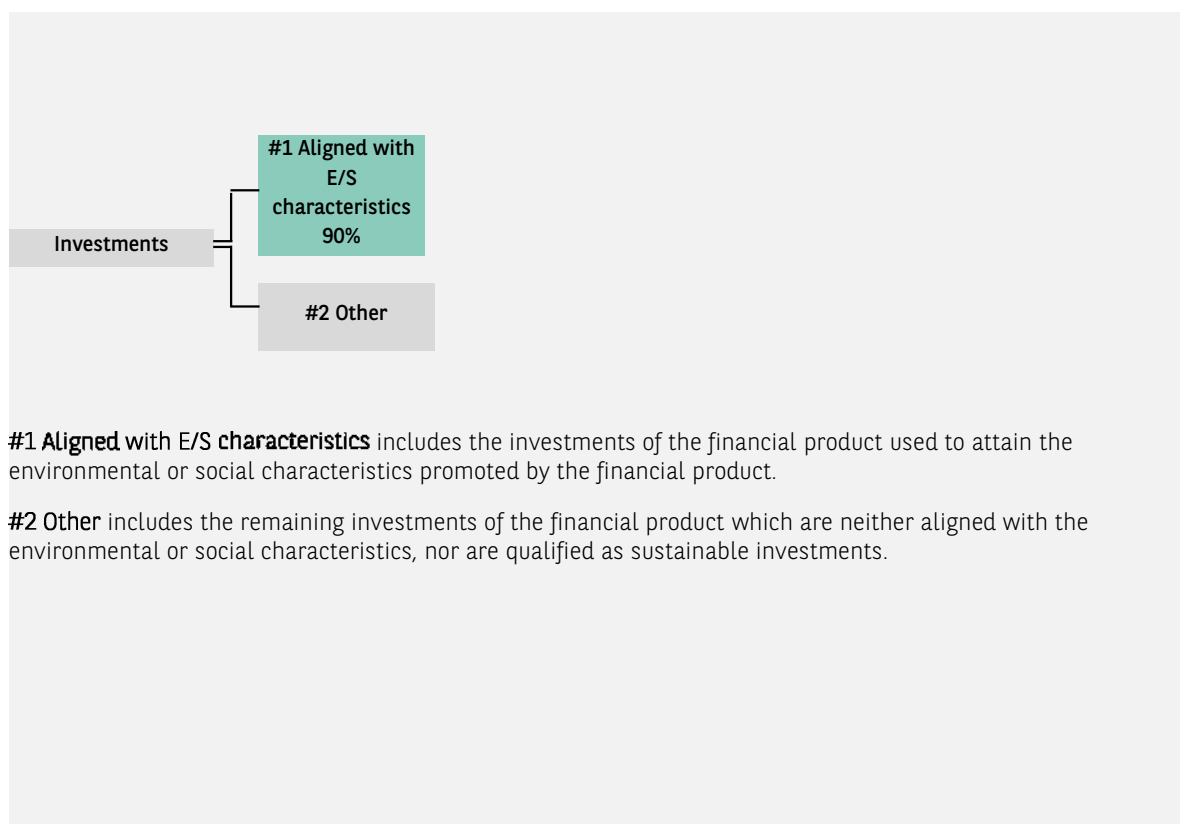 #1 Aligned with
E/S
characteristics
90%
Investments
#2 Other
#1 Aligned with E/S characteristics includes the investments of the financial product used to attain the
environmental or social characteristics promoted by the financial product.
#2 Other includes the remaining investments of the financial product which are neither aligned with the
environmental or social characteristics, nor are qualified as sustainable investments.